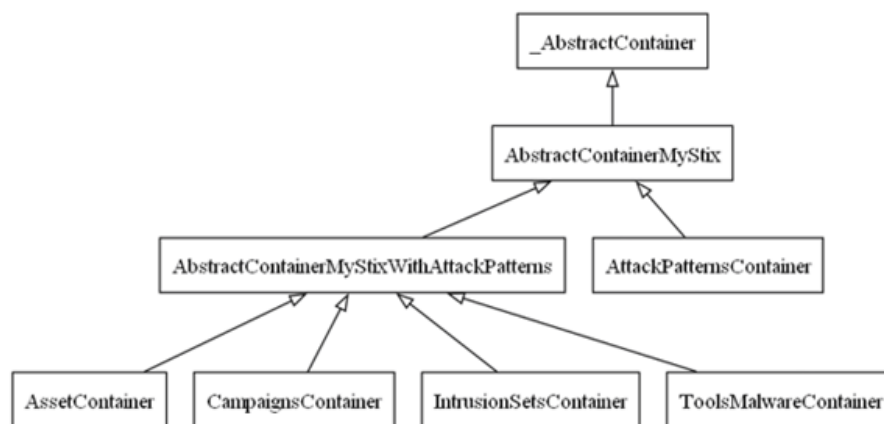 _AbstractContainer
AbstractContainerMyStix
AbstractContainerMyStixWithAttackPatterns
AttackPatternsContainer
AssetContainer
CampaignsContainer
IntrusionSetsContainer
ToolsMalwareContainer